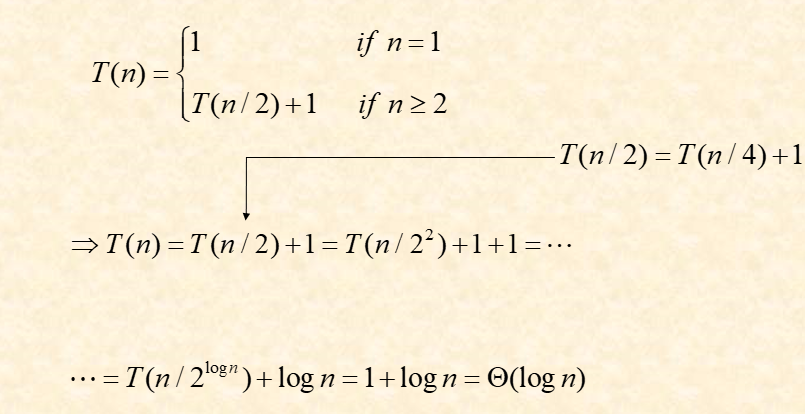 T(n) = { 1 if n = 1
T(n / 2) + 1 if n ≥ 2
T(n / 2) = T(n / 4) + 1
⇒ T(n) = T(n / 2) + 1 = T(n / 2²) + 1 + 1 = ⋯
⋯ = T(n / 2^{log n}) + log n = 1 + log n = Θ(log n)